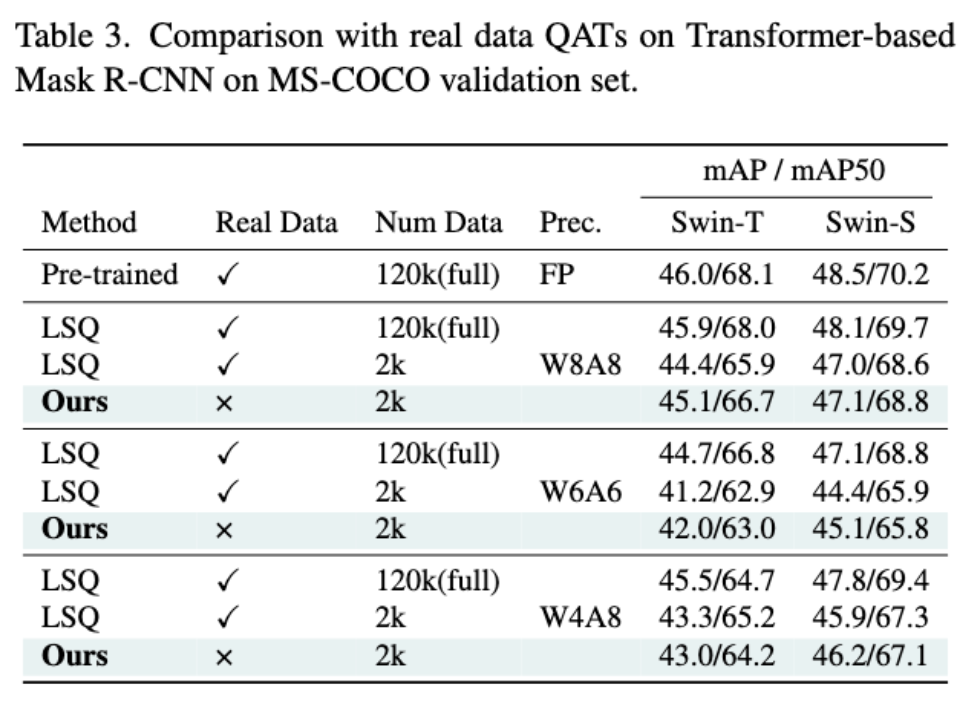 Table 3. Comparison with real data QATs on Transformer-based
Mask R-CNN on MS-COCO validation set.
mAP / mAP50
Method Real Data Num Data Prec. Swin-T Swin-S
Pre-trained ✓ 120k(full) FP 46.0/68.1 48.5/70.2
LSQ ✓ 120k(full) 45.9/68.0 48.1/69.7
LSQ ✓ 2k W8A8 44.4/65.9 47.0/68.6
Ours × 2k 45.1/66.7 47.1/68.8
LSQ ✓ 120k(full) 44.7/66.8 47.1/68.8
LSQ ✓ 2k W6A6 41.2/62.9 44.4/65.9
Ours × 2k 42.0/63.0 45.1/65.8
LSQ ✓ 120k(full) 45.5/64.7 47.8/69.4
LSQ ✓ 2k W4A8 43.3/65.2 45.9/67.3
Ours × 2k 43.0/64.2 46.2/67.1